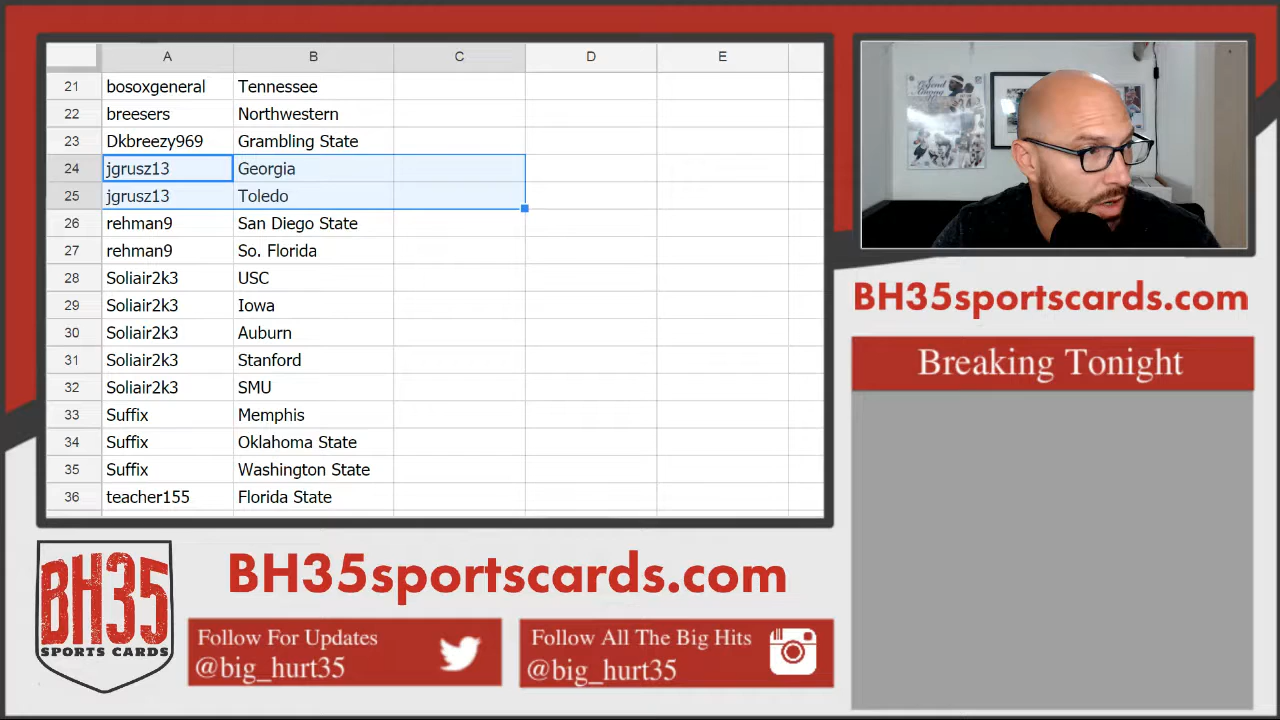 A B C D E
21 bosoxgeneral Tennessee
22 breesers Northwestern
23 Dkbreezy969 Grambling State
24 jgrusz13 Georgia
25 jgrusz13 Toledo
26 rehman9 San Diego State
27 rehman9 So. Florida
28 Soliair2k3 USC
29 Soliair2k3 Iowa
30 Soliair2k3 Auburn
31 Soliair2k3 Stanford
32 Soliair2k3 SMU
33 Suffix Memphis
34 Suffix Oklahoma State
35 Suffix Washington State
36 teacher155 Florida State
BH35sportscards.com
Breaking Tonight
BH35
SPORTS CARDS
BH35sportscards.com
Follow For Updates
@big_hurt35
Follow All The Big Hits
@big_hurt35